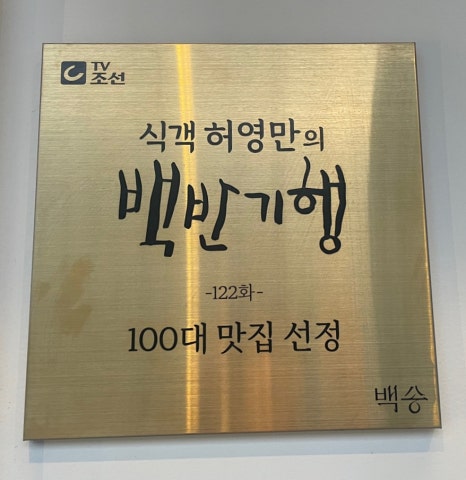 TV
조선
식객 허영만의
백반기행
-122화-
100대 맛집 선정
백송